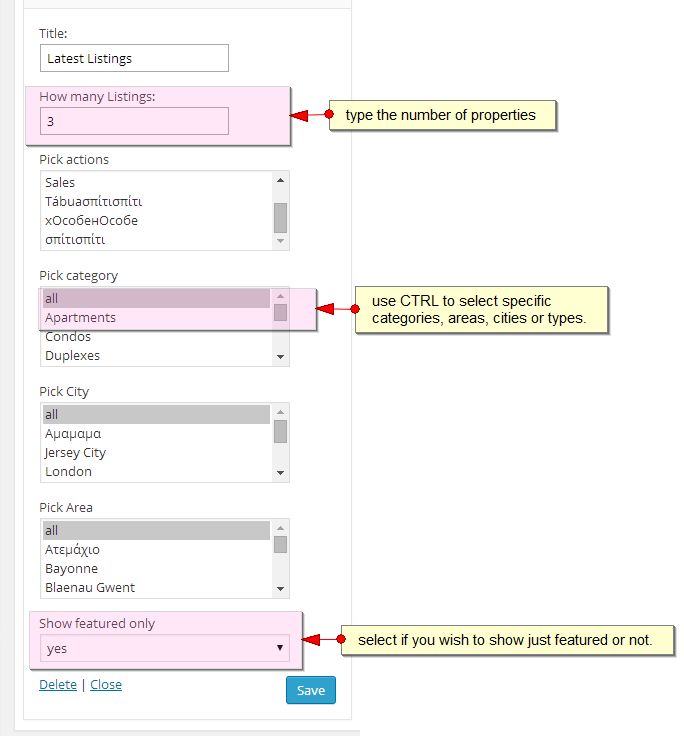 Title:
Latest Listings
How many Listings:
3
type the number of properties
Pick actions
Sales
Tábuaσπίτισπίτι
xОсобенОсобе
σπίτισπίτι
Pick category
all
Apartments
Condos
Duplexes
use CTRL to select specific
categories, areas, cities or types.
Pick City
all
Αμαμαμα
Jersey City
London
Pick Area
all
Ατεμάχιο
Bayonne
Blaenau Gwent
Show featured only
yes
select if you wish to show just featured or not.
Delete | Close
Save